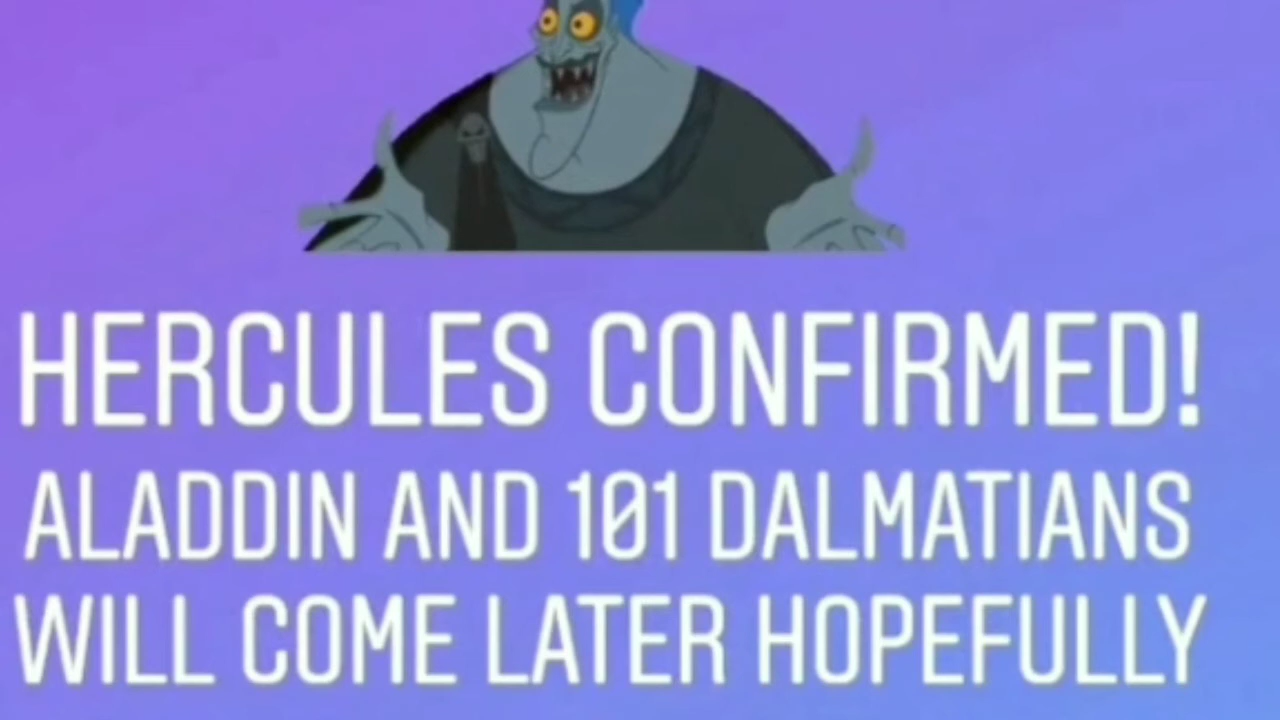 HERCULES CONFIRMED!
ALADDIN AND 101 DALMATIANS
WILL COME LATER HOPEFULLY